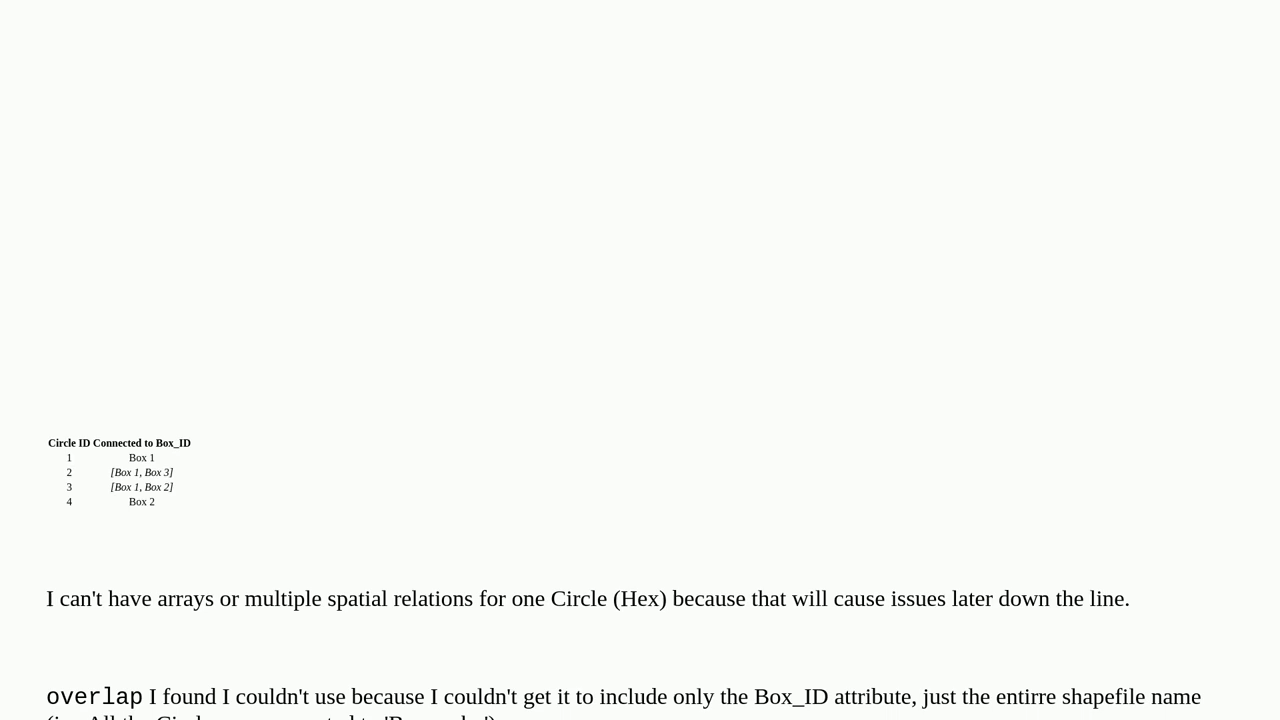 Circle ID Connected to Box_ID
1 Box 1
2 [Box 1, Box 3]
3 [Box 1, Box 2]
4 Box 2
I can't have arrays or multiple spatial relations for one Circle (Hex) because that will cause issues later down the line.
overlap I found I couldn't use because I couldn't get it to include only the Box_ID attribute, just the entirre shapefile name